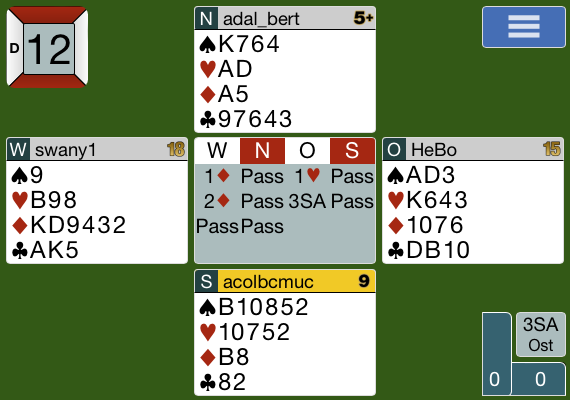 D 12
N adal_bert 5+
♠K764
♥AD
♦A5
♣97643
W swany1 18
♠9
♥B98
♦KD9432
♣AK5
W N O S
1♦ Pass 1♥ Pass
2♦ Pass 3SA Pass
Pass Pass
O HeBo 15
♠AD3
♥K643
♦1076
♣DB10
S acolbcmuc 9
♠B10852
♥10752
♦B8
♣82
3SA
Ost
0 0